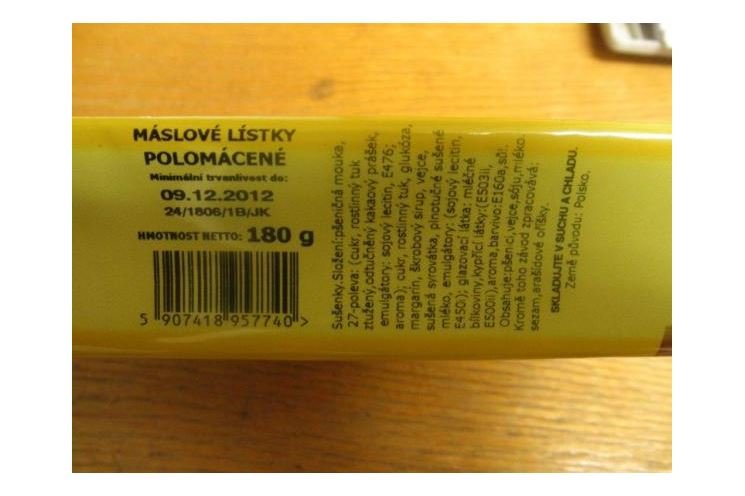 MÁSLOVÉ LÍSTKY
POLOMÁCENÉ
Minimální trvanlivost do:
09.12.2012
24/1806/1B/JK
HMOTNOST NETTO: 180 g
5 907418 957740 >
Sušenky.Složení:pšeničná mouka,
27-poleva: (cukr, rostlinný tuk
ztužený,odtučněný kakaový prášek,
emulgátory: sojový lecitin, E476;
aroma); cukr, rostlinný tuk, glukóza,
margarín, škrobový sirup, vejce,
sušená syrovátka, plnotučné sušené
mléko, emulgátory: (sojový lecitin,
E450i); glazovací látka: mléčné
bílkoviny,kypřící látky:(E503ii,
E500ii),aroma,barvivo:E160a,sůl.
Obsahuje:pšenici,vejce,sóju,mléko.
Kromě toho závod zpracovává:
sezam,arašídové oříšky.
SKLADUJTE V SUCHU A CHLADU.
Země původu: Polsko.